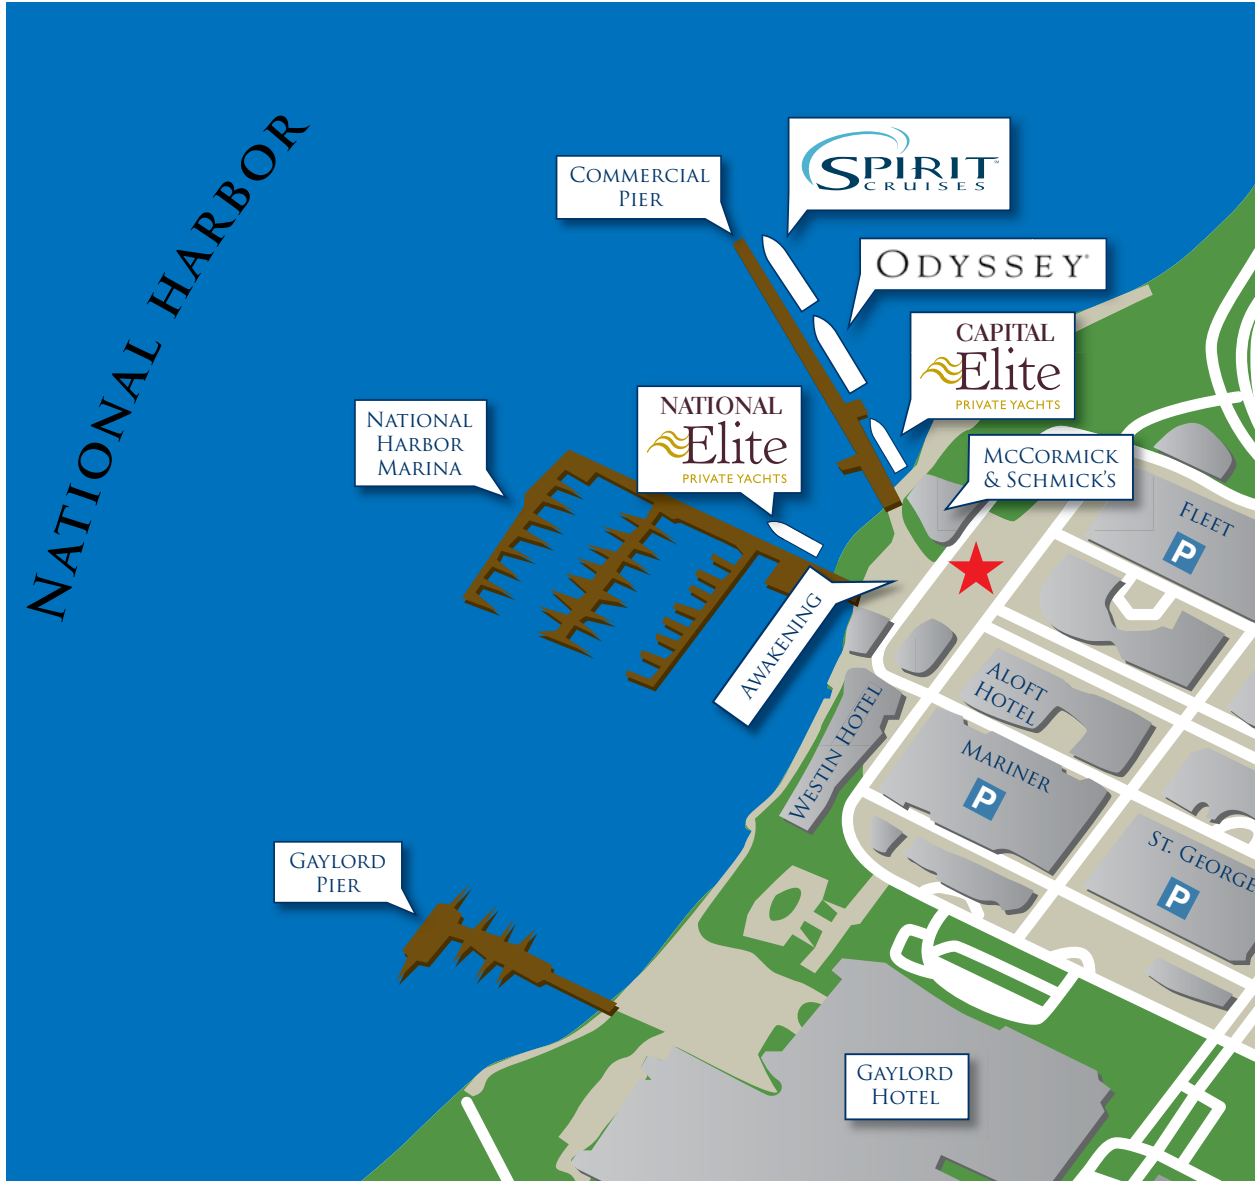 NATIONAL HARBOR
COMMERCIAL
PIER
SPIRIT™
CRUISES
ODYSSEY®
CAPITAL
Elite
PRIVATE YACHTS
NATIONAL
Elite
PRIVATE YACHTS
NATIONAL
HARBOR
MARINA
MCCORMICK
& SCHMICK'S
FLEET
P
AWAKENING
ALOFT
HOTEL
WESTIN HOTEL
MARINER
P
ST. GEORGE
P
GAYLORD
PIER
GAYLORD
HOTEL